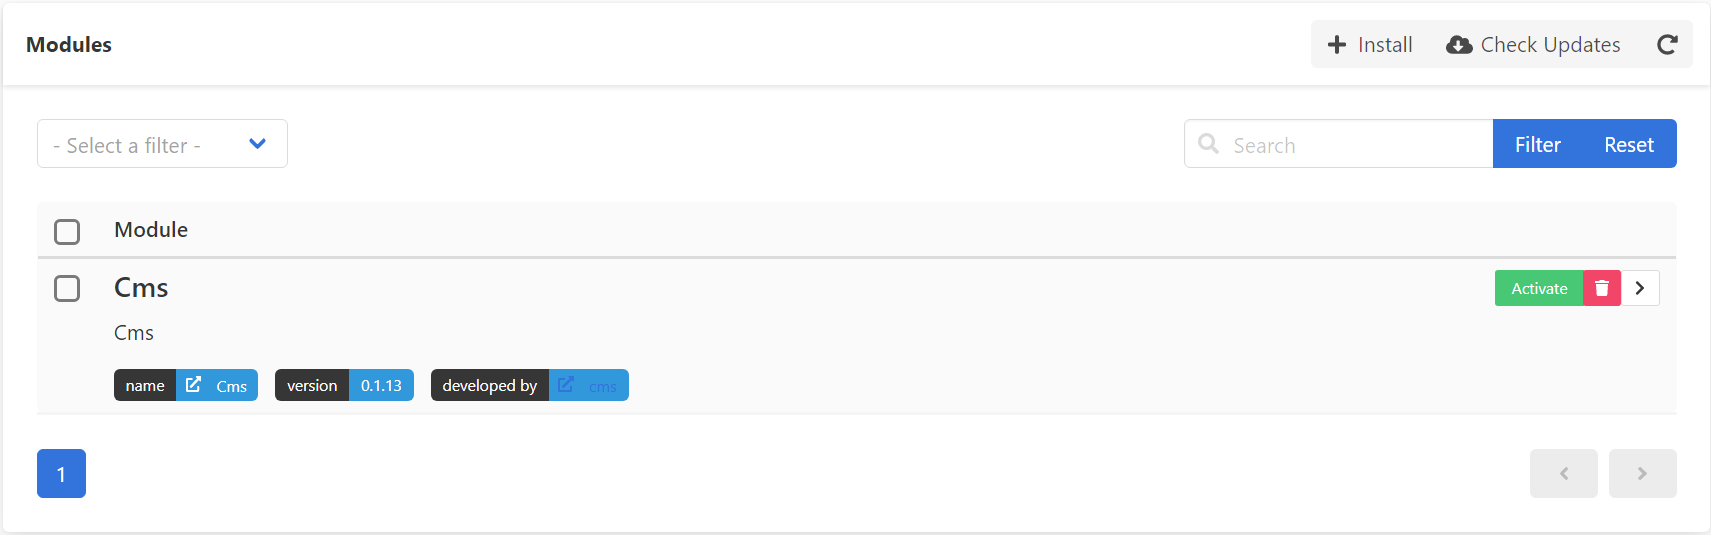 Modules
Install
Check Updates
- Select a filter -
Search
Filter
Reset
Module
Cms
Activate
Cms
name Cms version 0.1.13 developed by cms
1